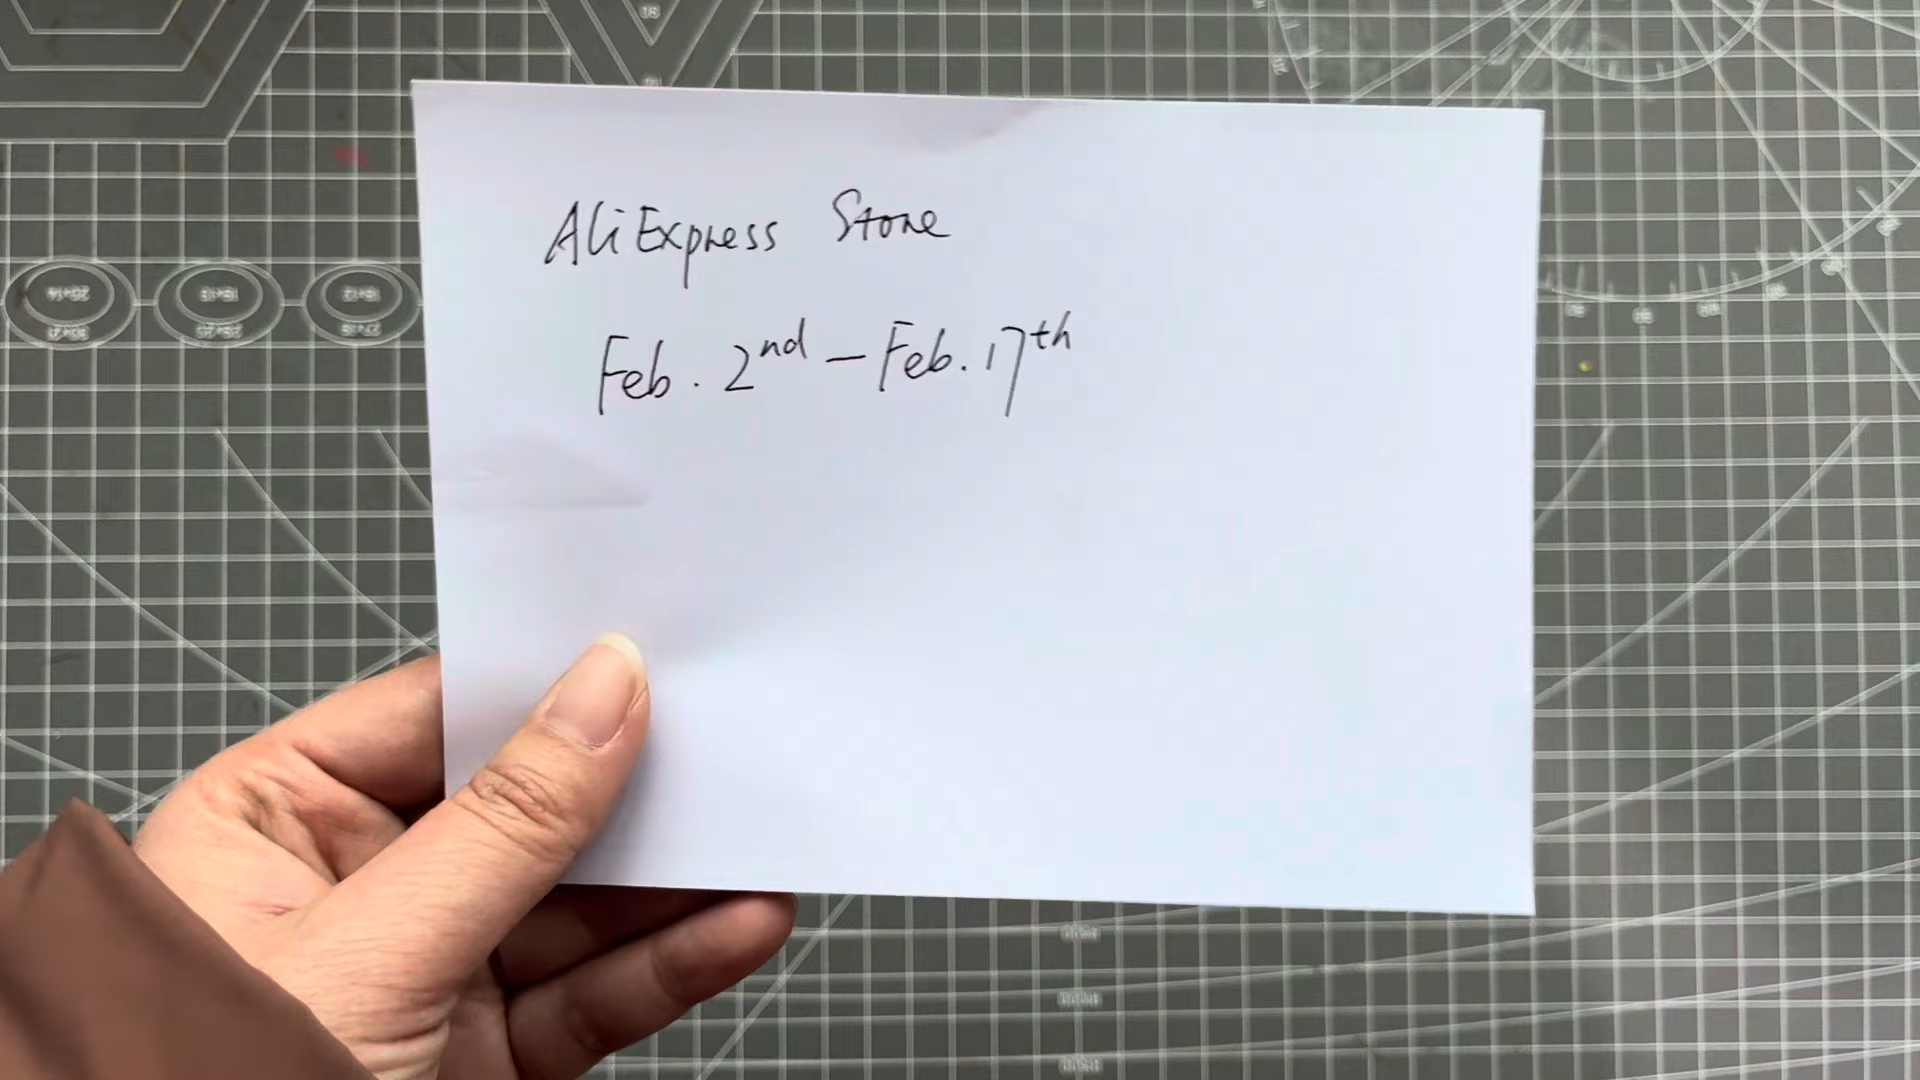 AliExpress Store
Feb. 2nd – Feb. 17th